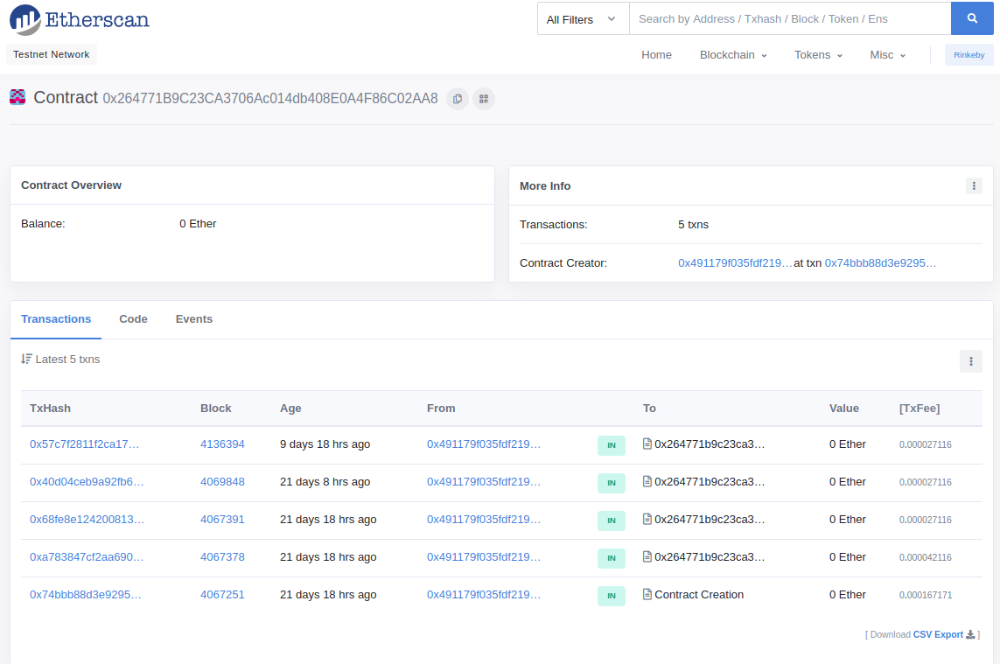 Etherscan
All Filters Search by Address / Txhash / Block / Token / Ens
Testnet Network
Home Blockchain Tokens Misc Rinkeby
Contract 0x264771B9C23CA3706Ac014db408E0A4F86C02AA8
Contract Overview
Balance: 0 Ether
More Info
Transactions: 5 txns
Contract Creator: 0x491179f035fdf219… at txn 0x74bbb88d3e9295…
Transactions Code Events
Latest 5 txns
TxHash Block Age From To Value [TxFee]
0x57c7f2811f2ca17… 4136394 9 days 18 hrs ago 0x491179f035fdf219… IN 0x264771b9c23ca3… 0 Ether 0.000027116
0x40d04ceb9a92fb6… 4069848 21 days 8 hrs ago 0x491179f035fdf219… IN 0x264771b9c23ca3… 0 Ether 0.000027116
0x68fe8e124200813… 4067391 21 days 18 hrs ago 0x491179f035fdf219… IN 0x264771b9c23ca3… 0 Ether 0.000027116
0xa783847cf2aa690… 4067378 21 days 18 hrs ago 0x491179f035fdf219… IN 0x264771b9c23ca3… 0 Ether 0.000042116
0x74bbb88d3e9295… 4067251 21 days 18 hrs ago 0x491179f035fdf219… IN Contract Creation 0 Ether 0.000167171
[ Download CSV Export ]